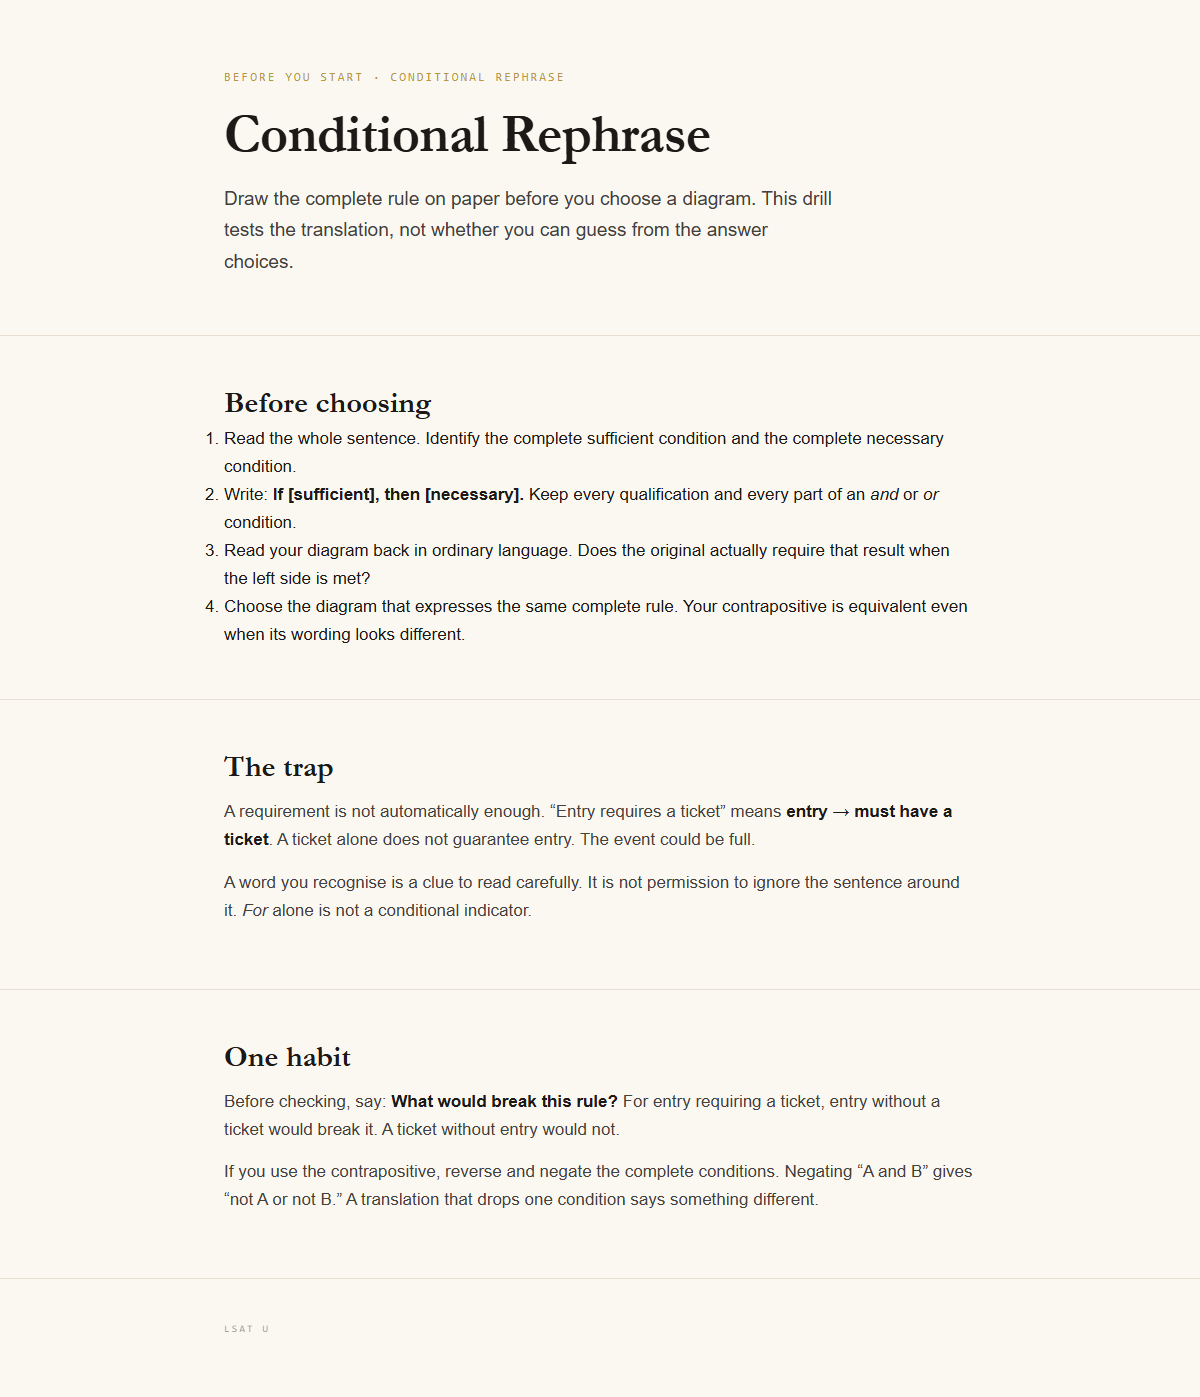 BEFORE YOU START · CONDITIONAL REPHRASE
Conditional Rephrase
Draw the complete rule on paper before you choose a diagram. This drill
tests the translation, not whether you can guess from the answer
choices.
Before choosing
1. Read the whole sentence. Identify the complete sufficient condition and the complete necessary
condition.
2. Write: If [sufficient], then [necessary]. Keep every qualification and every part of an and or or
condition.
3. Read your diagram back in ordinary language. Does the original actually require that result when
the left side is met?
4. Choose the diagram that expresses the same complete rule. Your contrapositive is equivalent even
when its wording looks different.
The trap
A requirement is not automatically enough. “Entry requires a ticket” means entry → must have a
ticket. A ticket alone does not guarantee entry. The event could be full.
A word you recognise is a clue to read carefully. It is not permission to ignore the sentence around
it. For alone is not a conditional indicator.
One habit
Before checking, say: What would break this rule? For entry requiring a ticket, entry without a
ticket would break it. A ticket without entry would not.
If you use the contrapositive, reverse and negate the complete conditions. Negating “A and B” gives
“not A or not B.” A translation that drops one condition says something different.
LSAT U